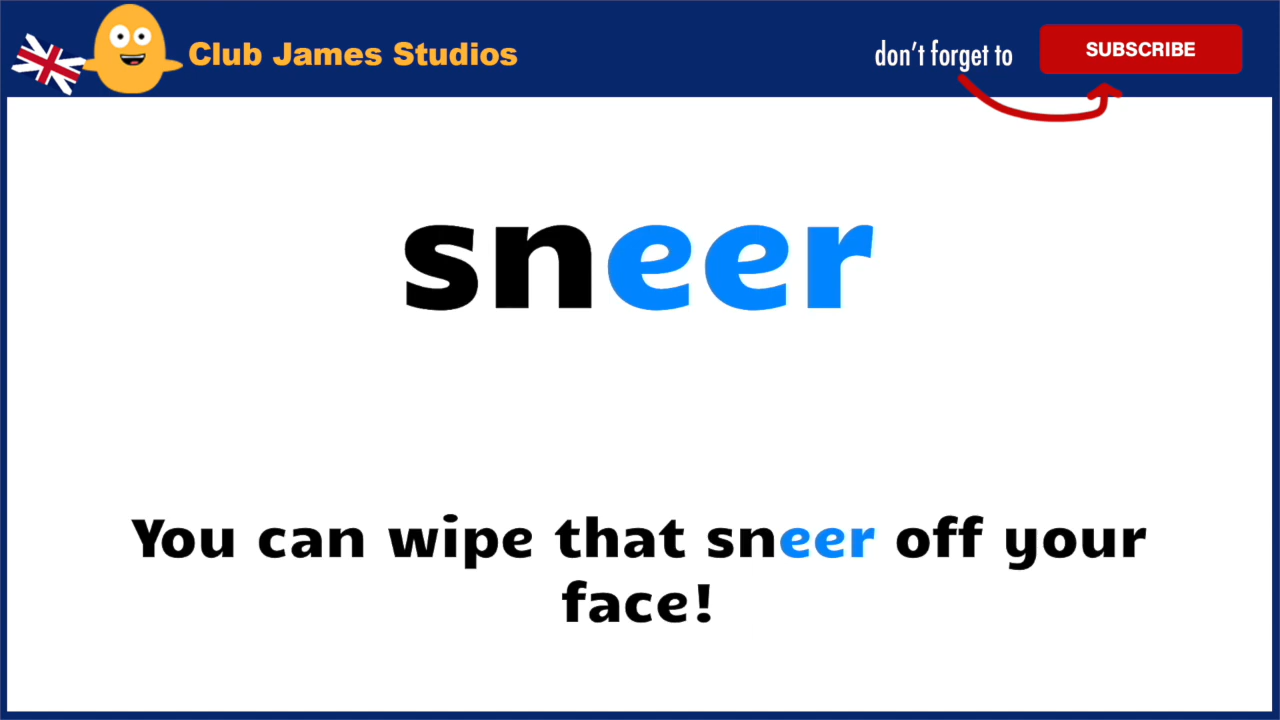 Club James Studios
don't forget to
SUBSCRIBE
sneer
You can wipe that sneer off your
face!